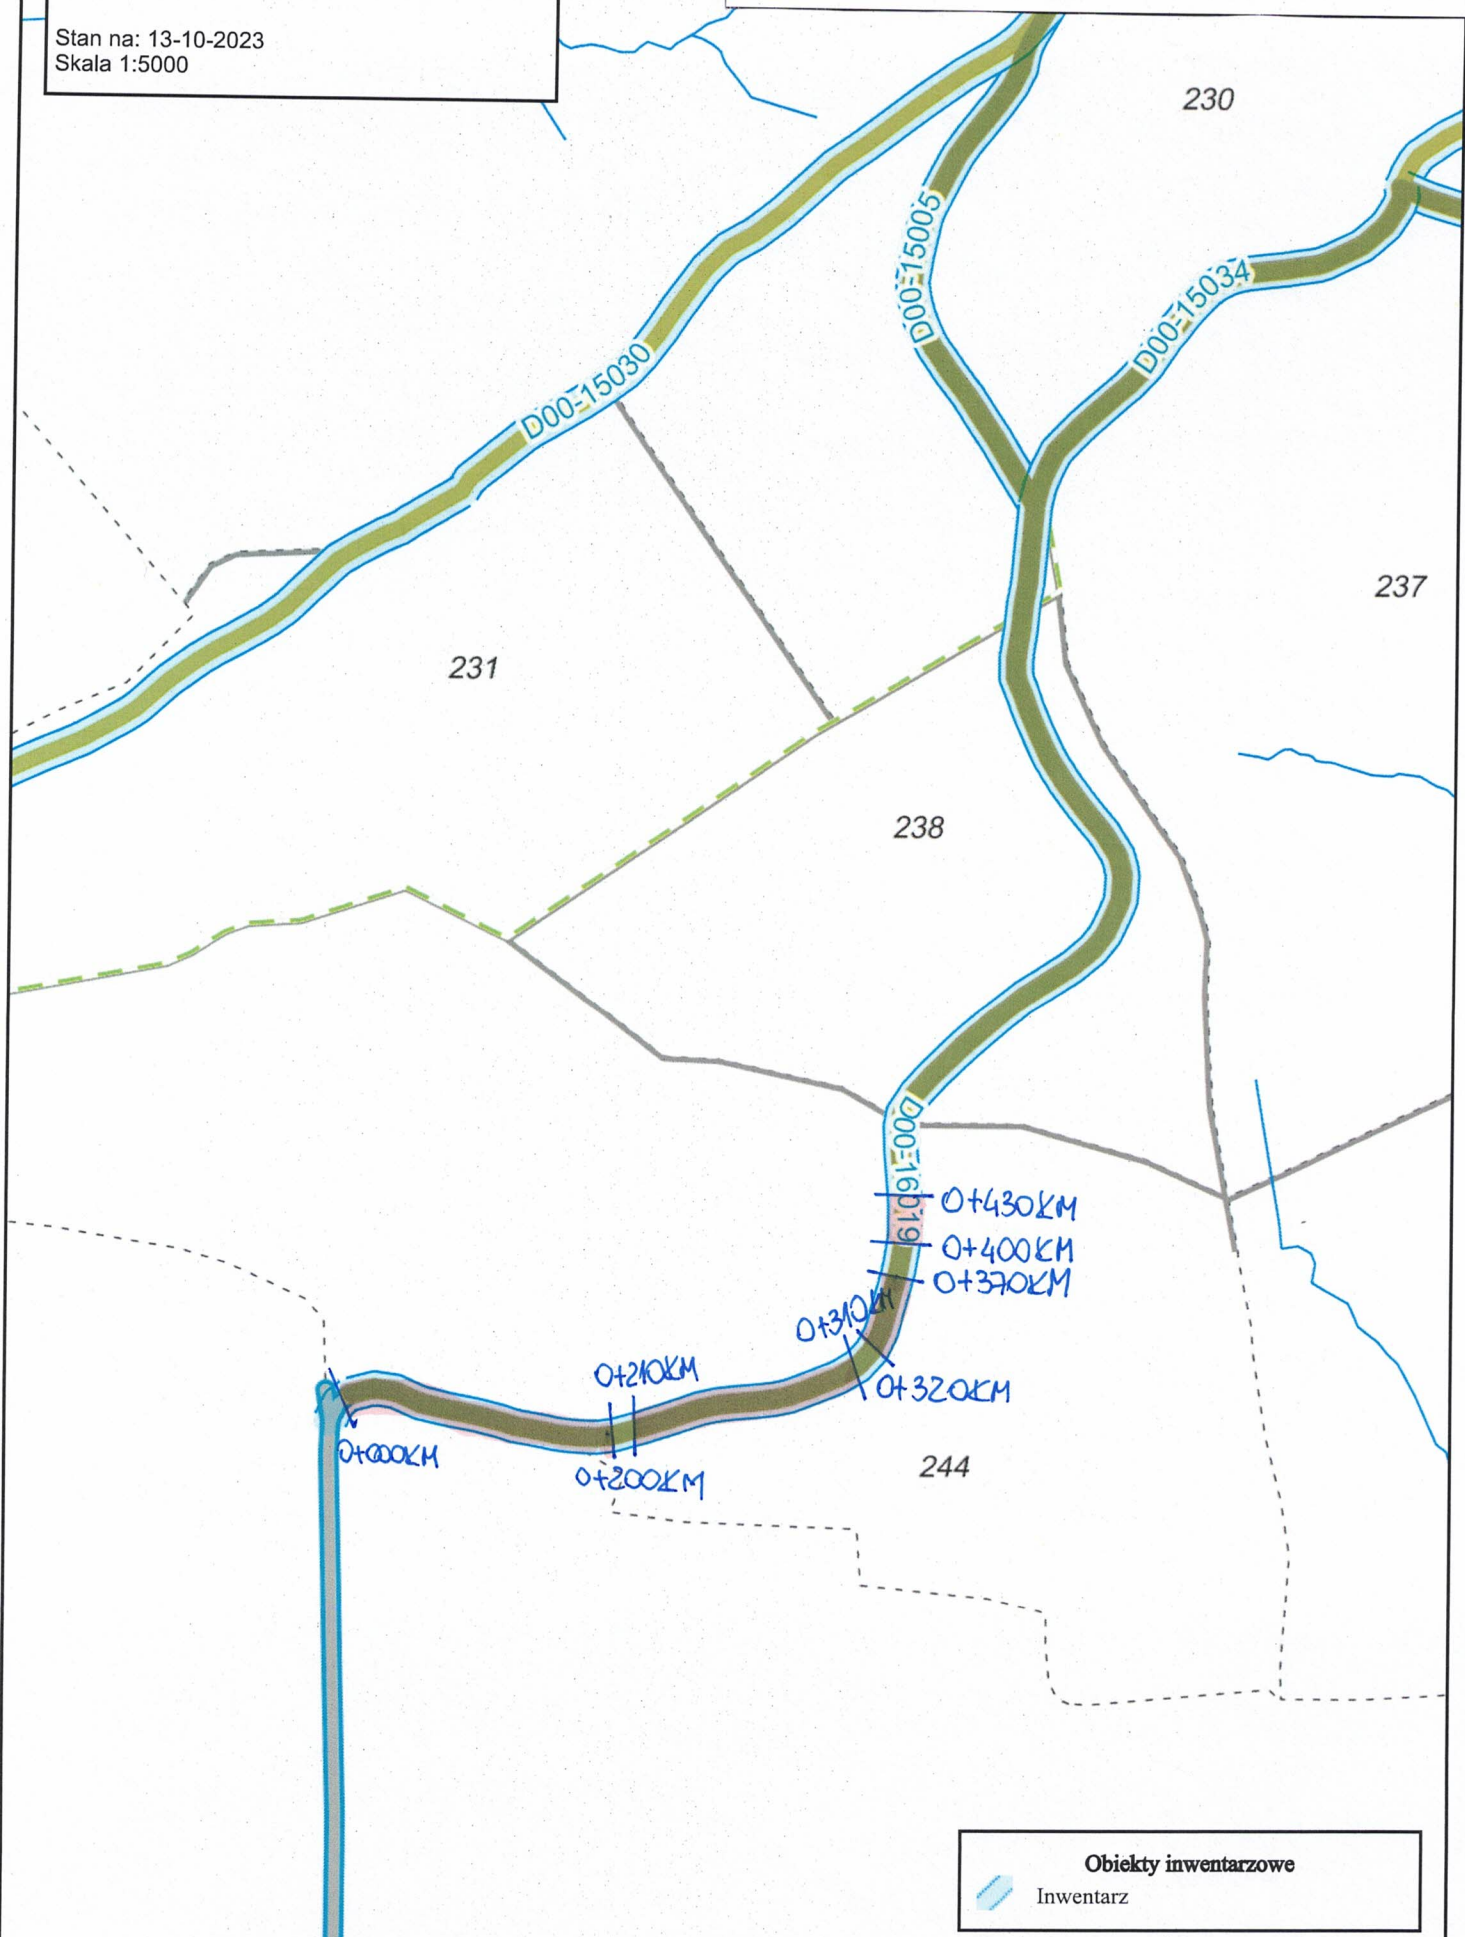 Stan na: 13-10-2023
Skala 1:5000
230
D00-15005
D00-15034
D00-15030
237
231
238
D00-16019
0+430KM
0+400KM
0+370KM
0+310KM
0+320KM
0+210KM
0+000KM
0+200KM
244
Obiekty inwentarzowe
Inwentarz